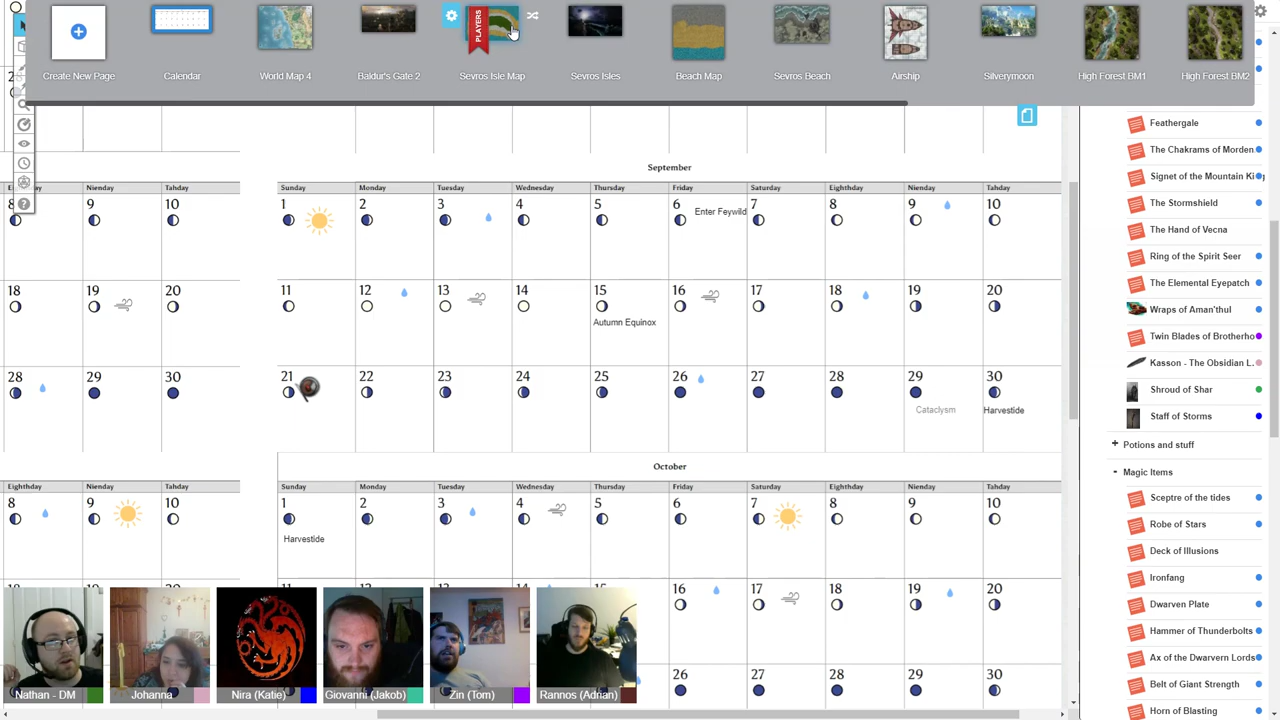 PLAYERS
Create New Page
Calendar
World Map 4
Baldur's Gate 2
Sevros Isle Map
Sevros Isles
Beach Map
Sevros Beach
Airship
Silverymoon
High Forest BM1
High Forest BM2
September
Nienday Tahday
Sunday Monday Tuesday Wednesday Thursday Friday Saturday Eighthday Nienday Tahday
8 9 10
1 2 3 4 5 6 7 8 9 10
Enter Feywild
18 19 20
11 12 13 14 15 16 17 18 19 20
Autumn Equinox
28 29 30
21 22 23 24 25 26 27 28 29 30
Cataclysm
Harvestide
October
Eighthday Nienday Tahday
Sunday Monday Tuesday Wednesday Thursday Friday Saturday Eighthday Nienday Tahday
8 9 10
1 2 3 4 5 6 7 8 9 10
Harvestide
16 17 18 19 20
26 27 28 29 30
Nathan - DM
Johanna
Nira (Katie)
Giovanni (Jakob)
Zin (Tom)
Rannos (Adrian)
Feathergale
The Chakrams of Morden
Signet of the Mountain Ki
The Stormshield
The Hand of Vecna
Ring of the Spirit Seer
The Elemental Eyepatch
Wraps of Aman'thul
Twin Blades of Brotherho
Kasson - The Obsidian L.
Shroud of Shar
Staff of Storms
+ Potions and stuff
- Magic Items
Sceptre of the tides
Robe of Stars
Deck of Illusions
Ironfang
Dwarven Plate
Hammer of Thunderbolts
Ax of the Dwarvern Lords
Belt of Giant Strength
Horn of Blasting